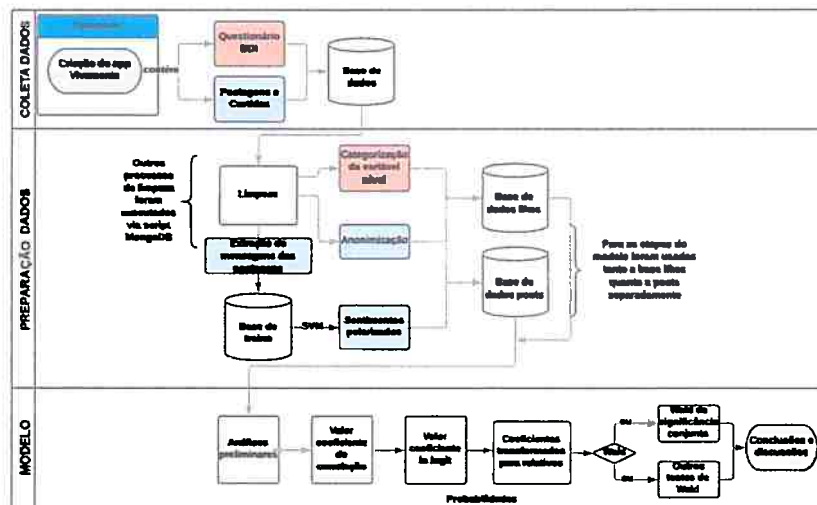 COLETA DADOS
Criação do app
Vivamente
contém
Questionário
BDI
Postagens e
Curtidas
Base de
dados
PREPARAÇÃO DADOS
Outros
processos
de limpeza
foram
executados
via script
MongoDB
Limpeza
Categorização
da variável
nível
Anonimização
Extração de
mensagens das
postagens
Base de
treino
SVM
Sentimentos
polarizados
Base de
dados likes
Base de
dados posts
Para as etapas do
modelo foram usadas
tanto a base likes
quanto a posts
separadamente
MODELO
Análises
preliminares
Valor
coeficiente
de correlação
Valor
coeficiente
in logit
Coeficientes
transformados
para relativos
Probabilidades
Wald
ou
ou
Wald de
significância
conjunta
Outros
testes de
Wald
Conclusões e
discussões